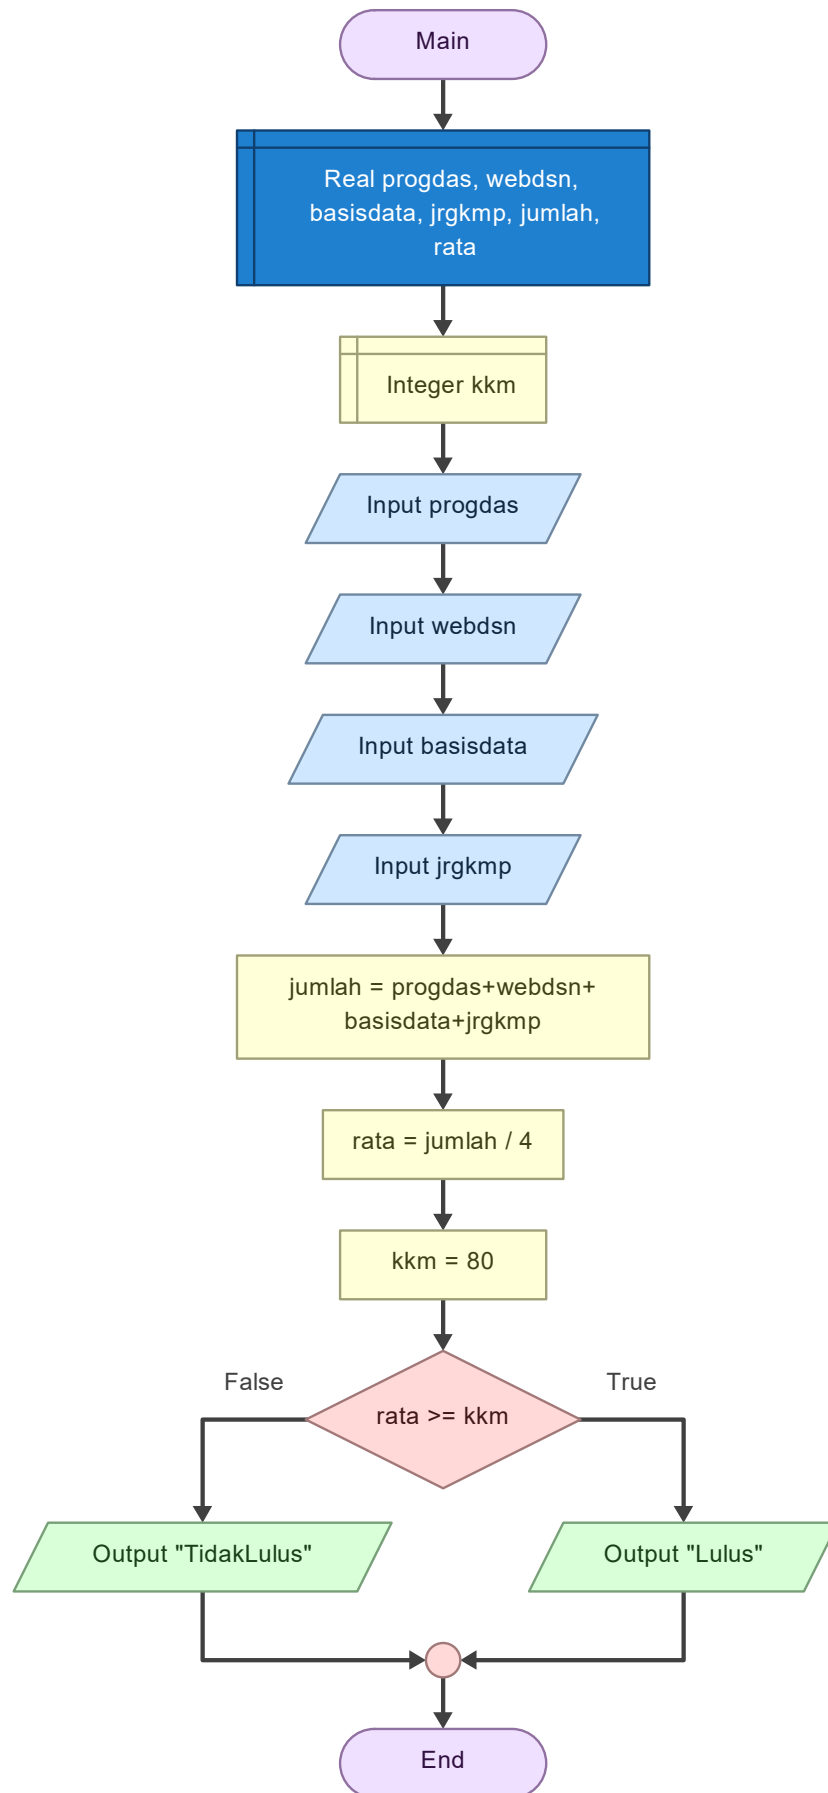 Main
Real progdas, webdsn,
basisdata, jrgkmp, jumlah,
rata
Integer kkm
Input progdas
Input webdsn
Input basisdata
Input jrgkmp
jumlah = progdas+webdsn+
basisdata+jrgkmp
rata = jumlah / 4
kkm = 80
False
True
rata >= kkm
Output "TidakLulus"
Output "Lulus"
End